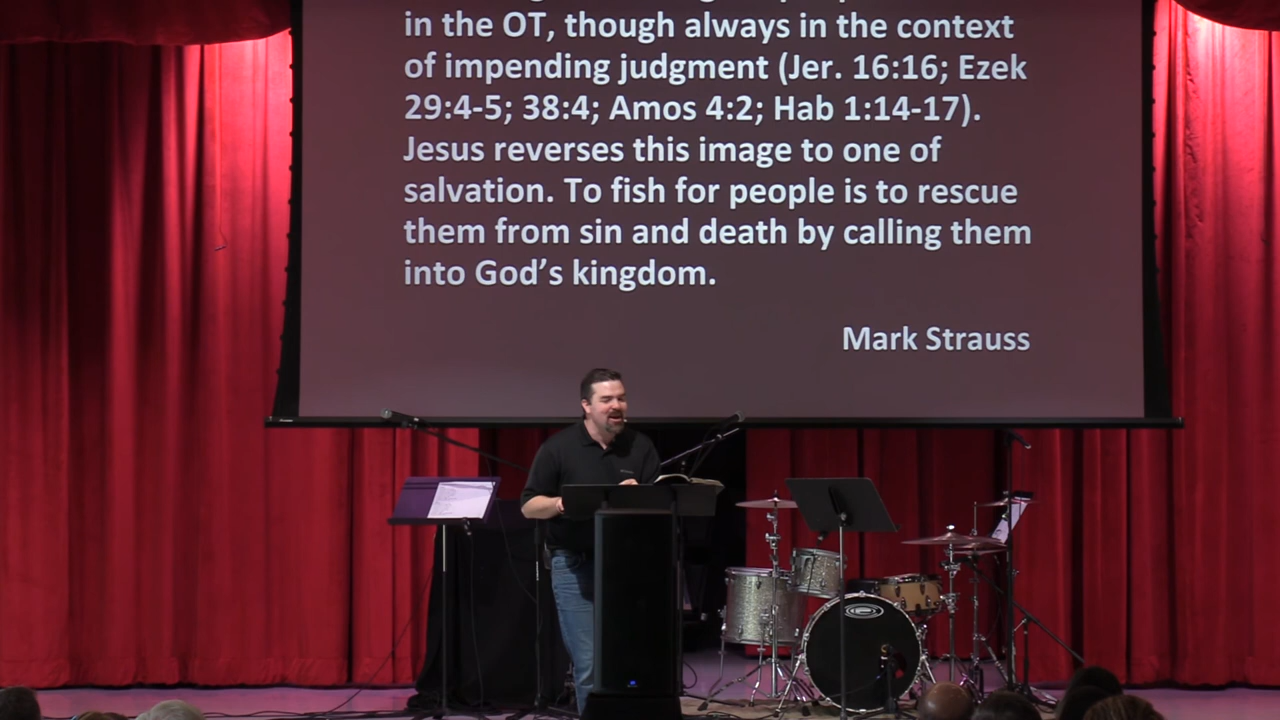 in the OT, though always in the context
of impending judgment (Jer. 16:16; Ezek
29:4-5; 38:4; Amos 4:2; Hab 1:14-17).
Jesus reverses this image to one of
salvation. To fish for people is to rescue
them from sin and death by calling them
into God’s kingdom.
Mark Strauss